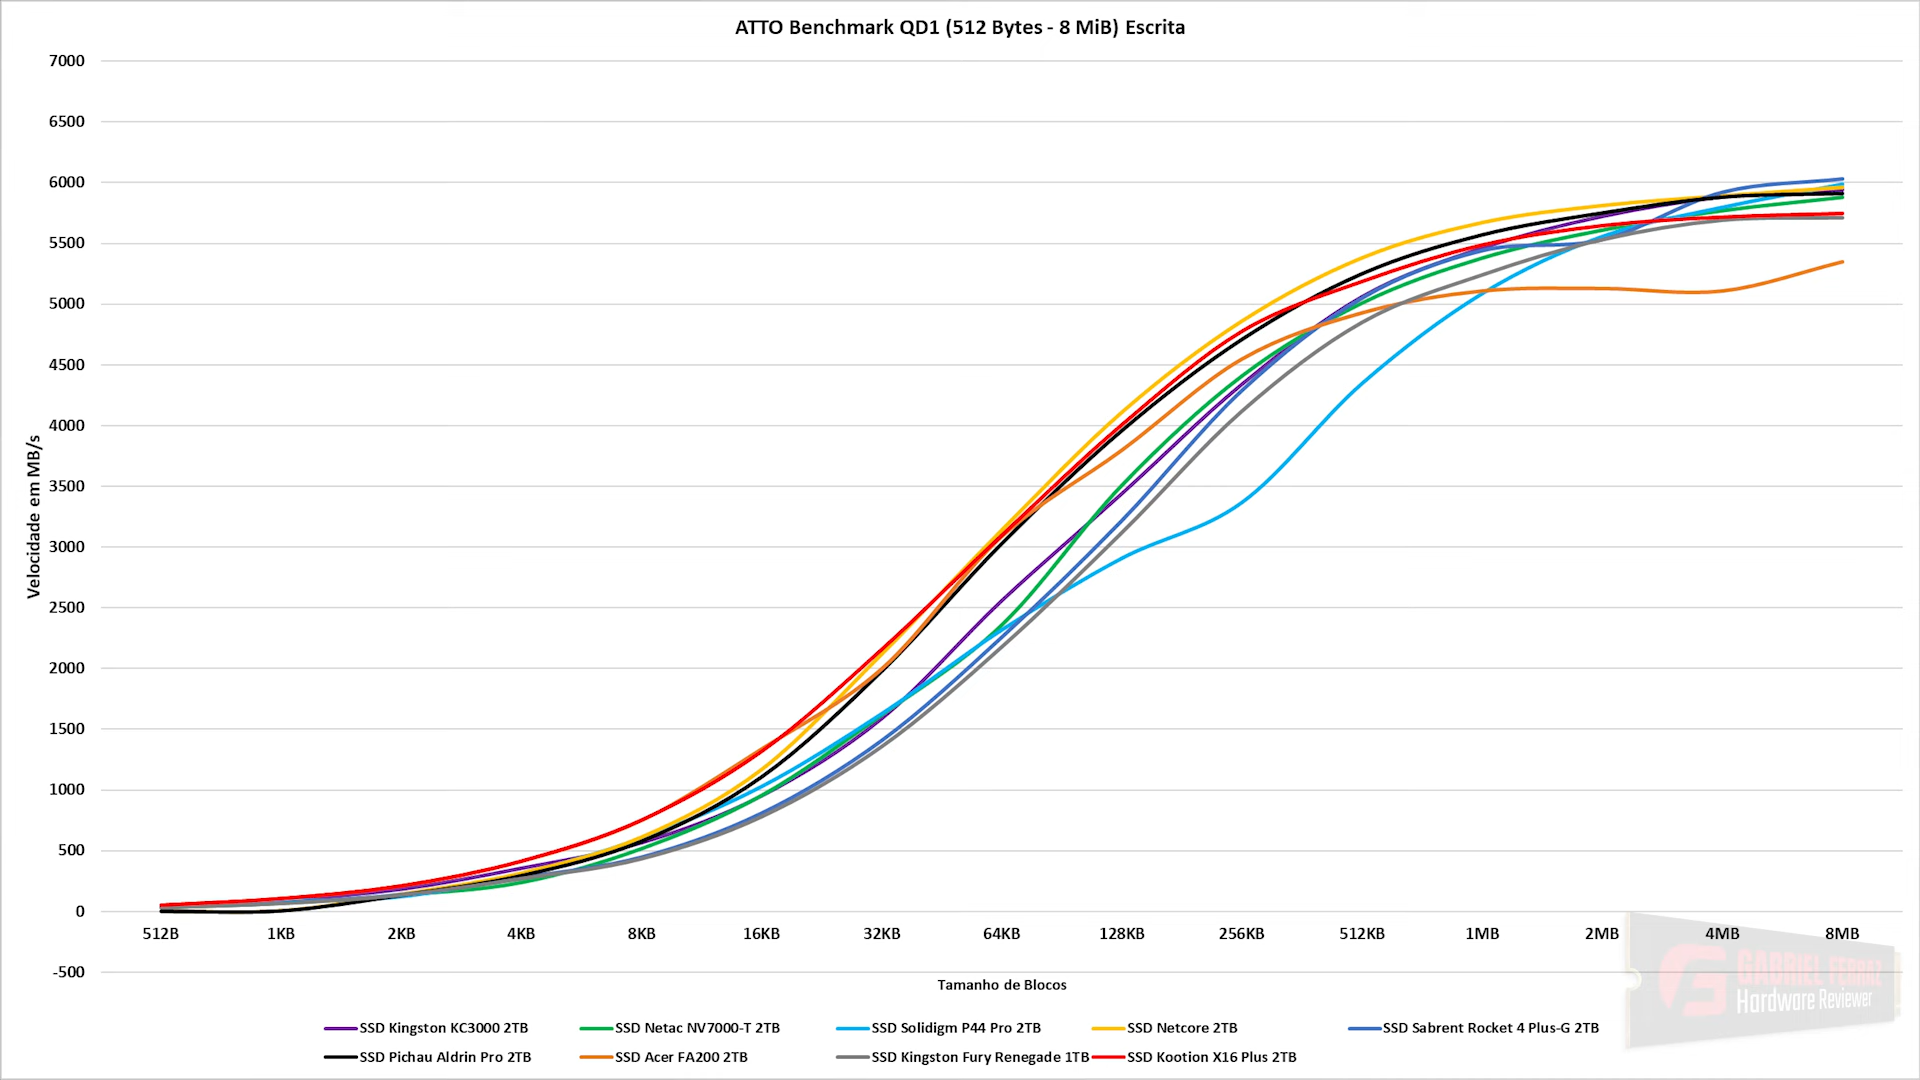 ATTO Benchmark QD1 (512 Bytes - 8 MiB) Escrita
7000
6500
6000
5500
5000
4500
4000
3500
3000
2500
2000
1500
1000
500
0
-500
Velocidade em MB/s
512B 1KB 2KB 4KB 8KB 16KB 32KB 64KB 128KB 256KB 512KB 1MB 2MB 4MB 8MB
Tamanho de Blocos
SSD Kingston KC3000 2TB SSD Netac NV7000-T 2TB SSD Solidigm P44 Pro 2TB SSD Netcore 2TB SSD Sabrent Rocket 4 Plus-G 2TB
SSD Pichau Aldrin Pro 2TB SSD Acer FA200 2TB SSD Kingston Fury Renegade 1TB SSD Kootion X16 Plus 2TB
GABRIEL FERRAZ
Hardware Reviewer